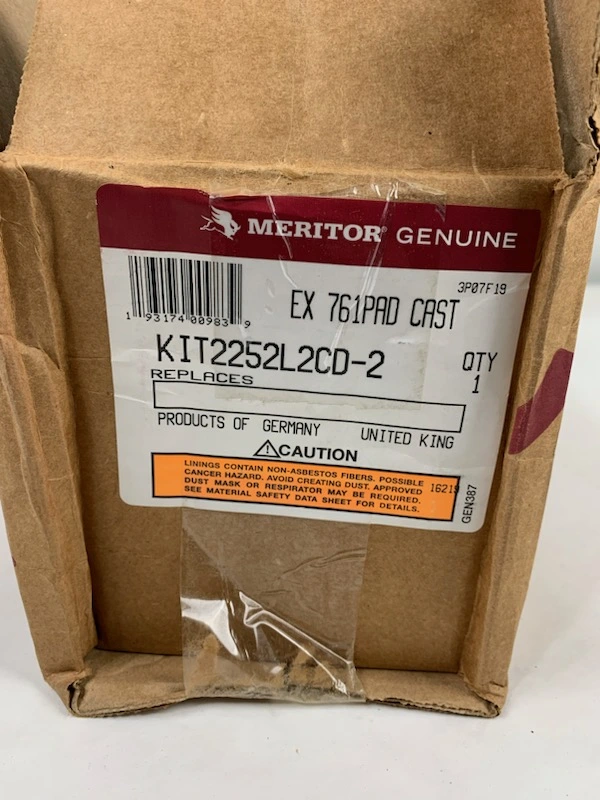 MERITOR GENUINE
3P07F19
1 93174 00983 9
EX 761PAD CAST
KIT2252L2CD-2
QTY
1
REPLACES
PRODUCTS OF GERMANY UNITED KING
CAUTION
LININGS CONTAIN NON-ASBESTOS FIBERS. POSSIBLE
CANCER HAZARD. AVOID CREATING DUST. APPROVED
DUST MASK OR RESPIRATOR MAY BE REQUIRED.
SEE MATERIAL SAFETY DATA SHEET FOR DETAILS.
16219
GEN387